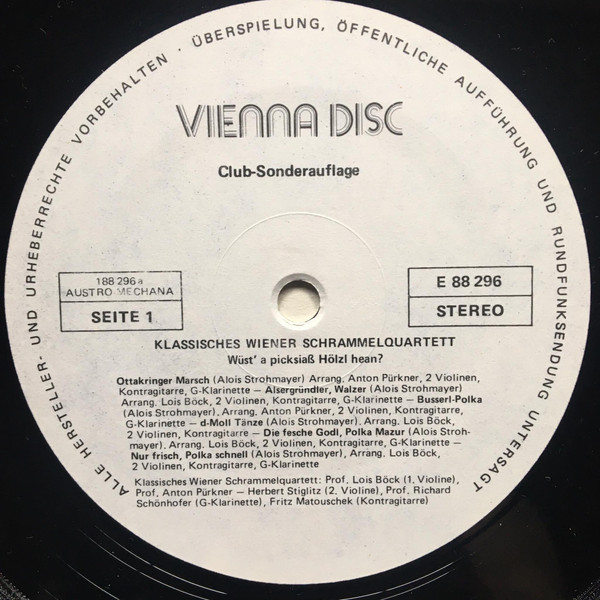 ALLE HERSTELLER- UND URHEBERRECHTE VORBEHALTEN · ÜBERSPIELUNG, ÖFFENTLICHE AUFFÜHRUNG UND RUNDFUNKSENDUNG UNTERSAGT
VIENNA DISC
Club-Sonderauflage
188 296 a
AUSTRO MECHANA
SEITE 1
E 88 296
STEREO
KLASSISCHES WIENER SCHRAMMELQUARTETT
Wüst' a picksiaß Hölzl hean?
Ottakringer Marsch (Alois Strohmayer) Arrang. Anton Pürkner, 2 Violinen,
Kontragitarre, G-Klarinette – Alsergründler, Walzer (Alois Strohmayer)
Arrang. Lois Böck, 2 Violinen, Kontragitarre, G-Klarinette – Busserl-Polka
(Alois Strohmayer), Arrang. Anton Pürkner, 2 Violinen, Kontragitarre,
G-Klarinette – d-Moll Tänze (Alois Strohmayer), Arrang. Lois Böck,
2 Violinen, Kontragitarre – Die fesche Godl, Polka Mazur (Alois Stroh-
mayer), Arrang. Lois Böck, 2 Violinen, Kontragitarre, G-Klarinette –
Nur frisch, Polka schnell (Alois Strohmayer), Arrang. Lois Böck,
2 Violinen, Kontragitarre, G-Klarinette
Klassisches Wiener Schrammelquartett: Prof. Lois Böck (1. Violine),
Prof. Anton Pürkner – Herbert Stiglitz (2. Violine), Prof. Richard
Schönhofer (G-Klarinette), Fritz Matouschek (Kontragitarre)